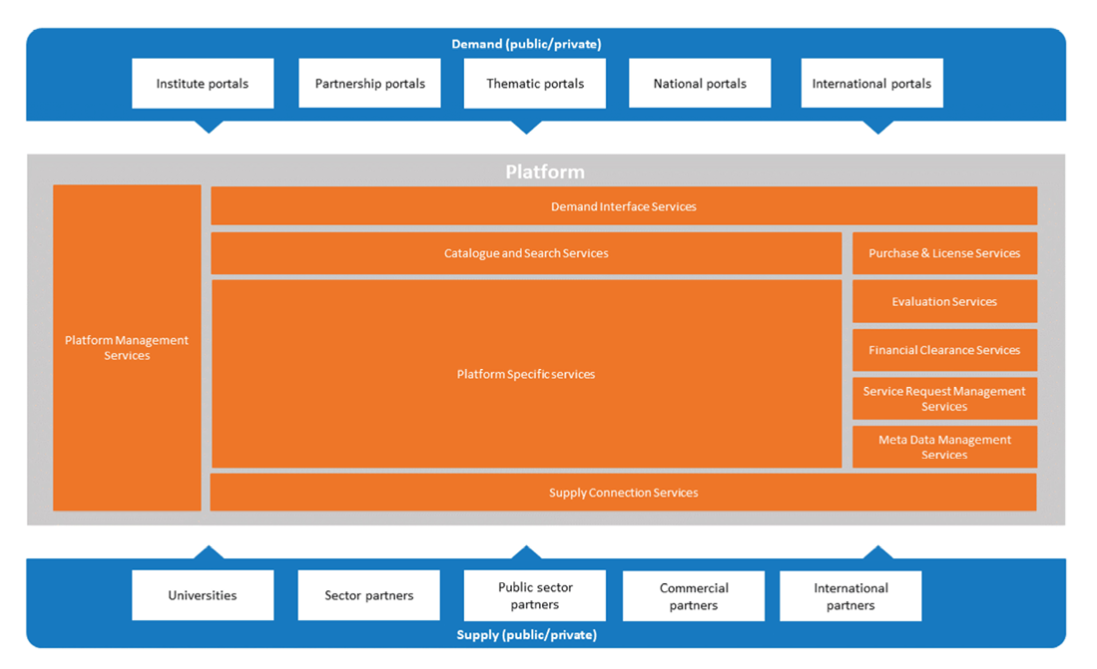 Demand (public/private)
Institute portals
Partnership portals
Thematic portals
National portals
International portals
Platform
Platform Management
Services
Demand Interface Services
Catalogue and Search Services
Purchase & License Services
Evaluation Services
Platform Specific services
Financial Clearance Services
Service Request Management
Services
Meta Data Management
Services
Supply Connection Services
Universities
Sector partners
Public sector
partners
Commercial
partners
International
partners
Supply (public/private)